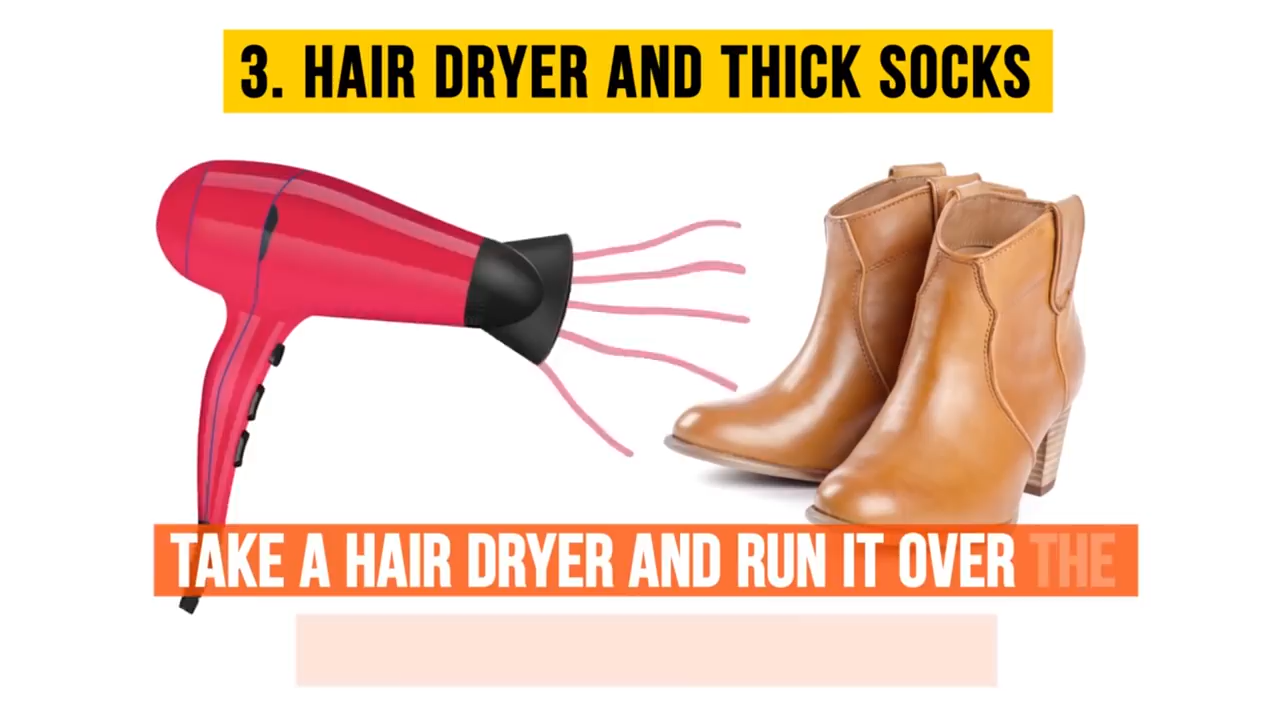 3. HAIR DRYER AND THICK SOCKS
TAKE A HAIR DRYER AND RUN IT OVER THE